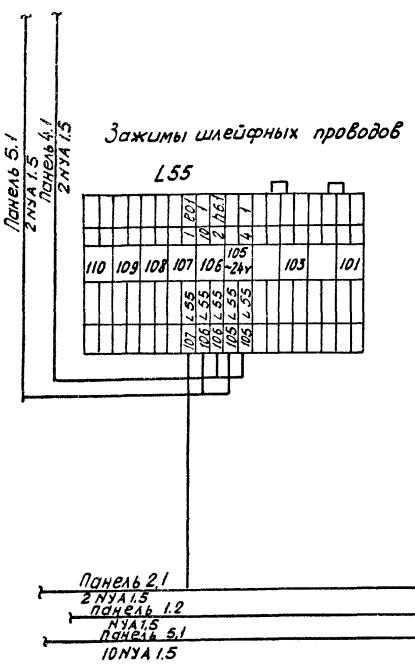 Панель 5.1
2 NYA 1.5
Панель 4.1
2 NYA 1.5
Зажимы шлейфных проводов
L55
1 e01
10 1
2 h6.1
4 1
110 109 108 107 106 105 103 101
~24v
107 L55
106 L55
106 L55
105 L55
105 L55
Панель 2.1
2 NYA 1.5
Панель 1.2
NYA 1.5
Панель 5.1
10 NYA 1.5